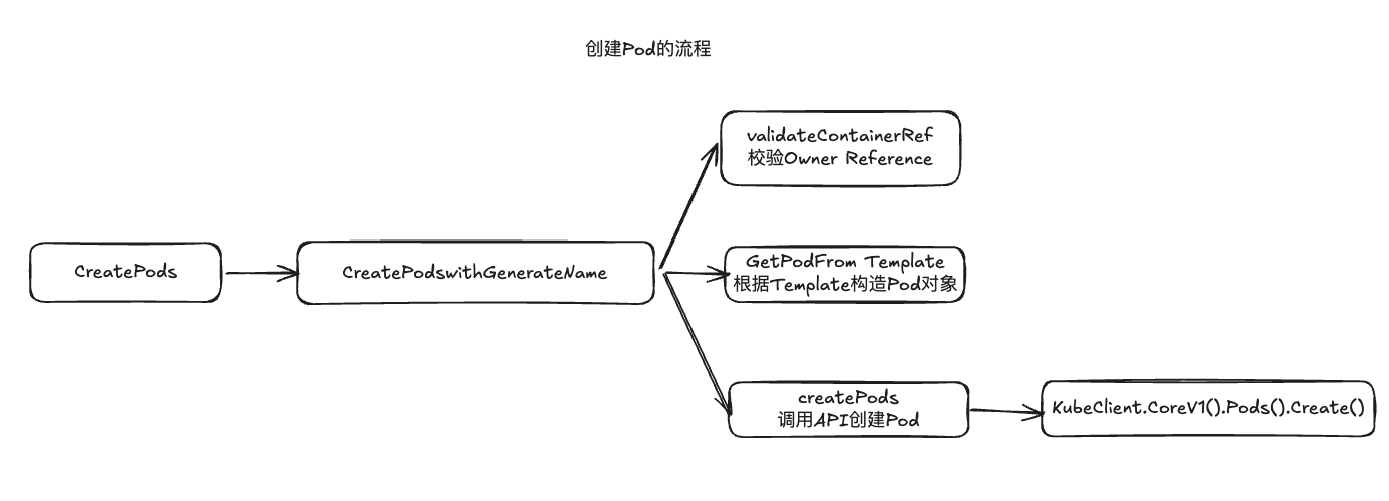 创建Pod的流程
validateContainerRef
校验Owner Reference
CreatePods
CreatePodswithGenerateName
GetPodFrom Template
根据Template构造Pod对象
createPods
调用API创建Pod
KubeClient.CoreV1().Pods().Create()